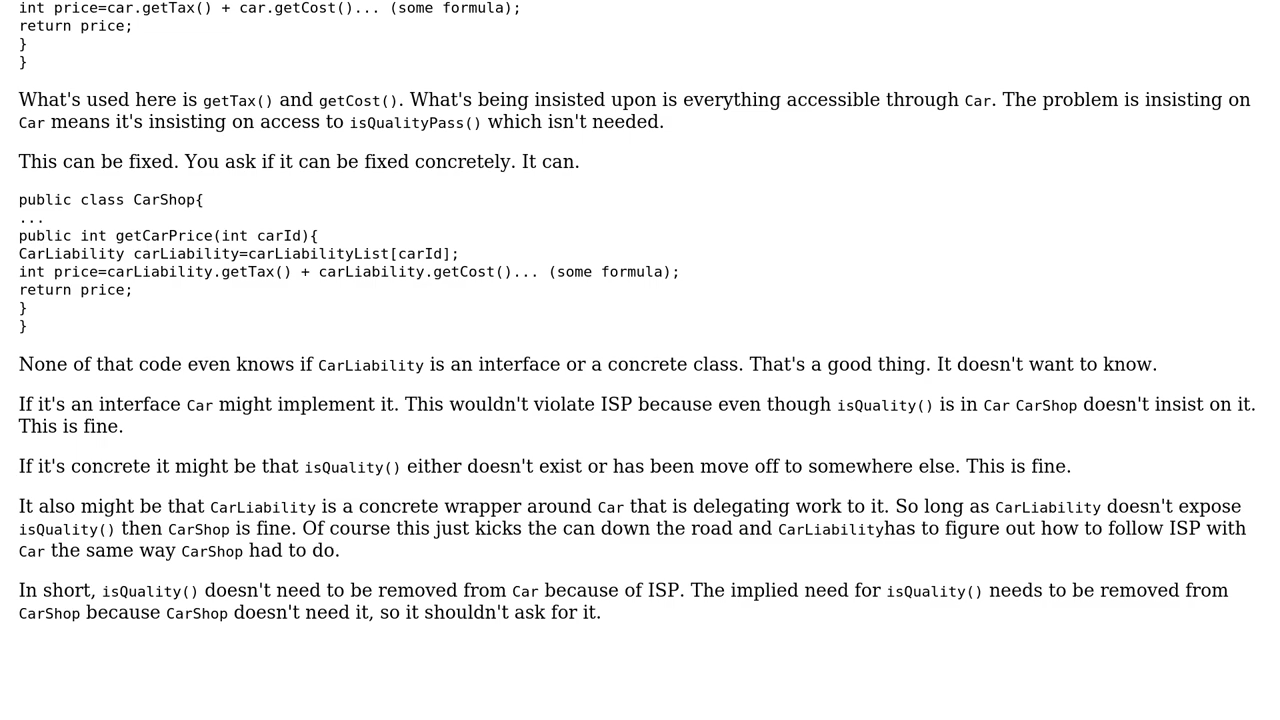 int price=car.getTax() + car.getCost()... (some formula);
return price;
}
}
What's used here is getTax() and getCost(). What's being insisted upon is everything accessible through Car. The problem is insisting on
Car means it's insisting on access to isQualityPass() which isn't needed.
This can be fixed. You ask if it can be fixed concretely. It can.
public class CarShop{
...
public int getCarPrice(int carId){
CarLiability carLiability=carLiabilityList[carId];
int price=carLiability.getTax() + carLiability.getCost()... (some formula);
return price;
}
}
None of that code even knows if CarLiability is an interface or a concrete class. That's a good thing. It doesn't want to know.
If it's an interface Car might implement it. This wouldn't violate ISP because even though isQuality() is in Car CarShop doesn't insist on it.
This is fine.
If it's concrete it might be that isQuality() either doesn't exist or has been move off to somewhere else. This is fine.
It also might be that CarLiability is a concrete wrapper around Car that is delegating work to it. So long as CarLiability doesn't expose
isQuality() then CarShop is fine. Of course this just kicks the can down the road and CarLiabilityhas to figure out how to follow ISP with
Car the same way CarShop had to do.
In short, isQuality() doesn't need to be removed from Car because of ISP. The implied need for isQuality() needs to be removed from
CarShop because CarShop doesn't need it, so it shouldn't ask for it.